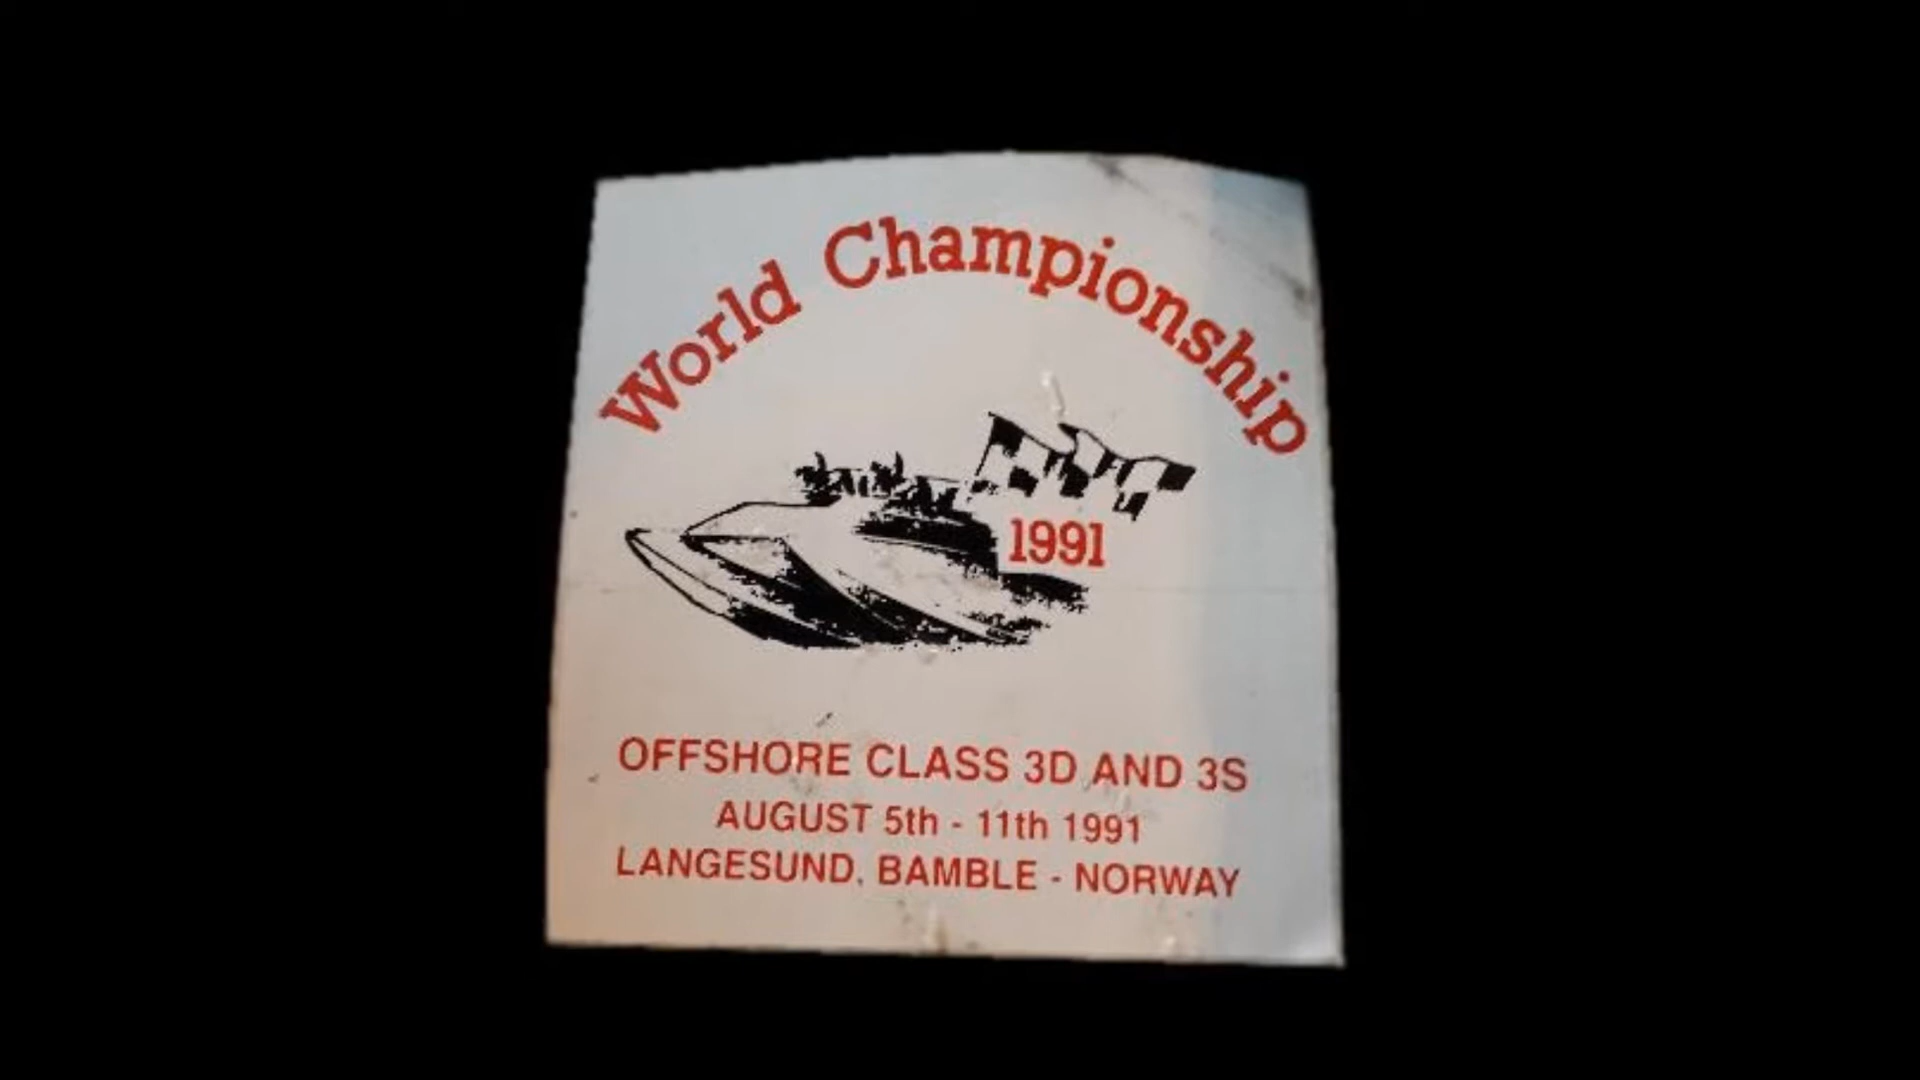 World Championship
1991
OFFSHORE CLASS 3D AND 3S
AUGUST 5th - 11th 1991
LANGESUND, BAMBLE - NORWAY